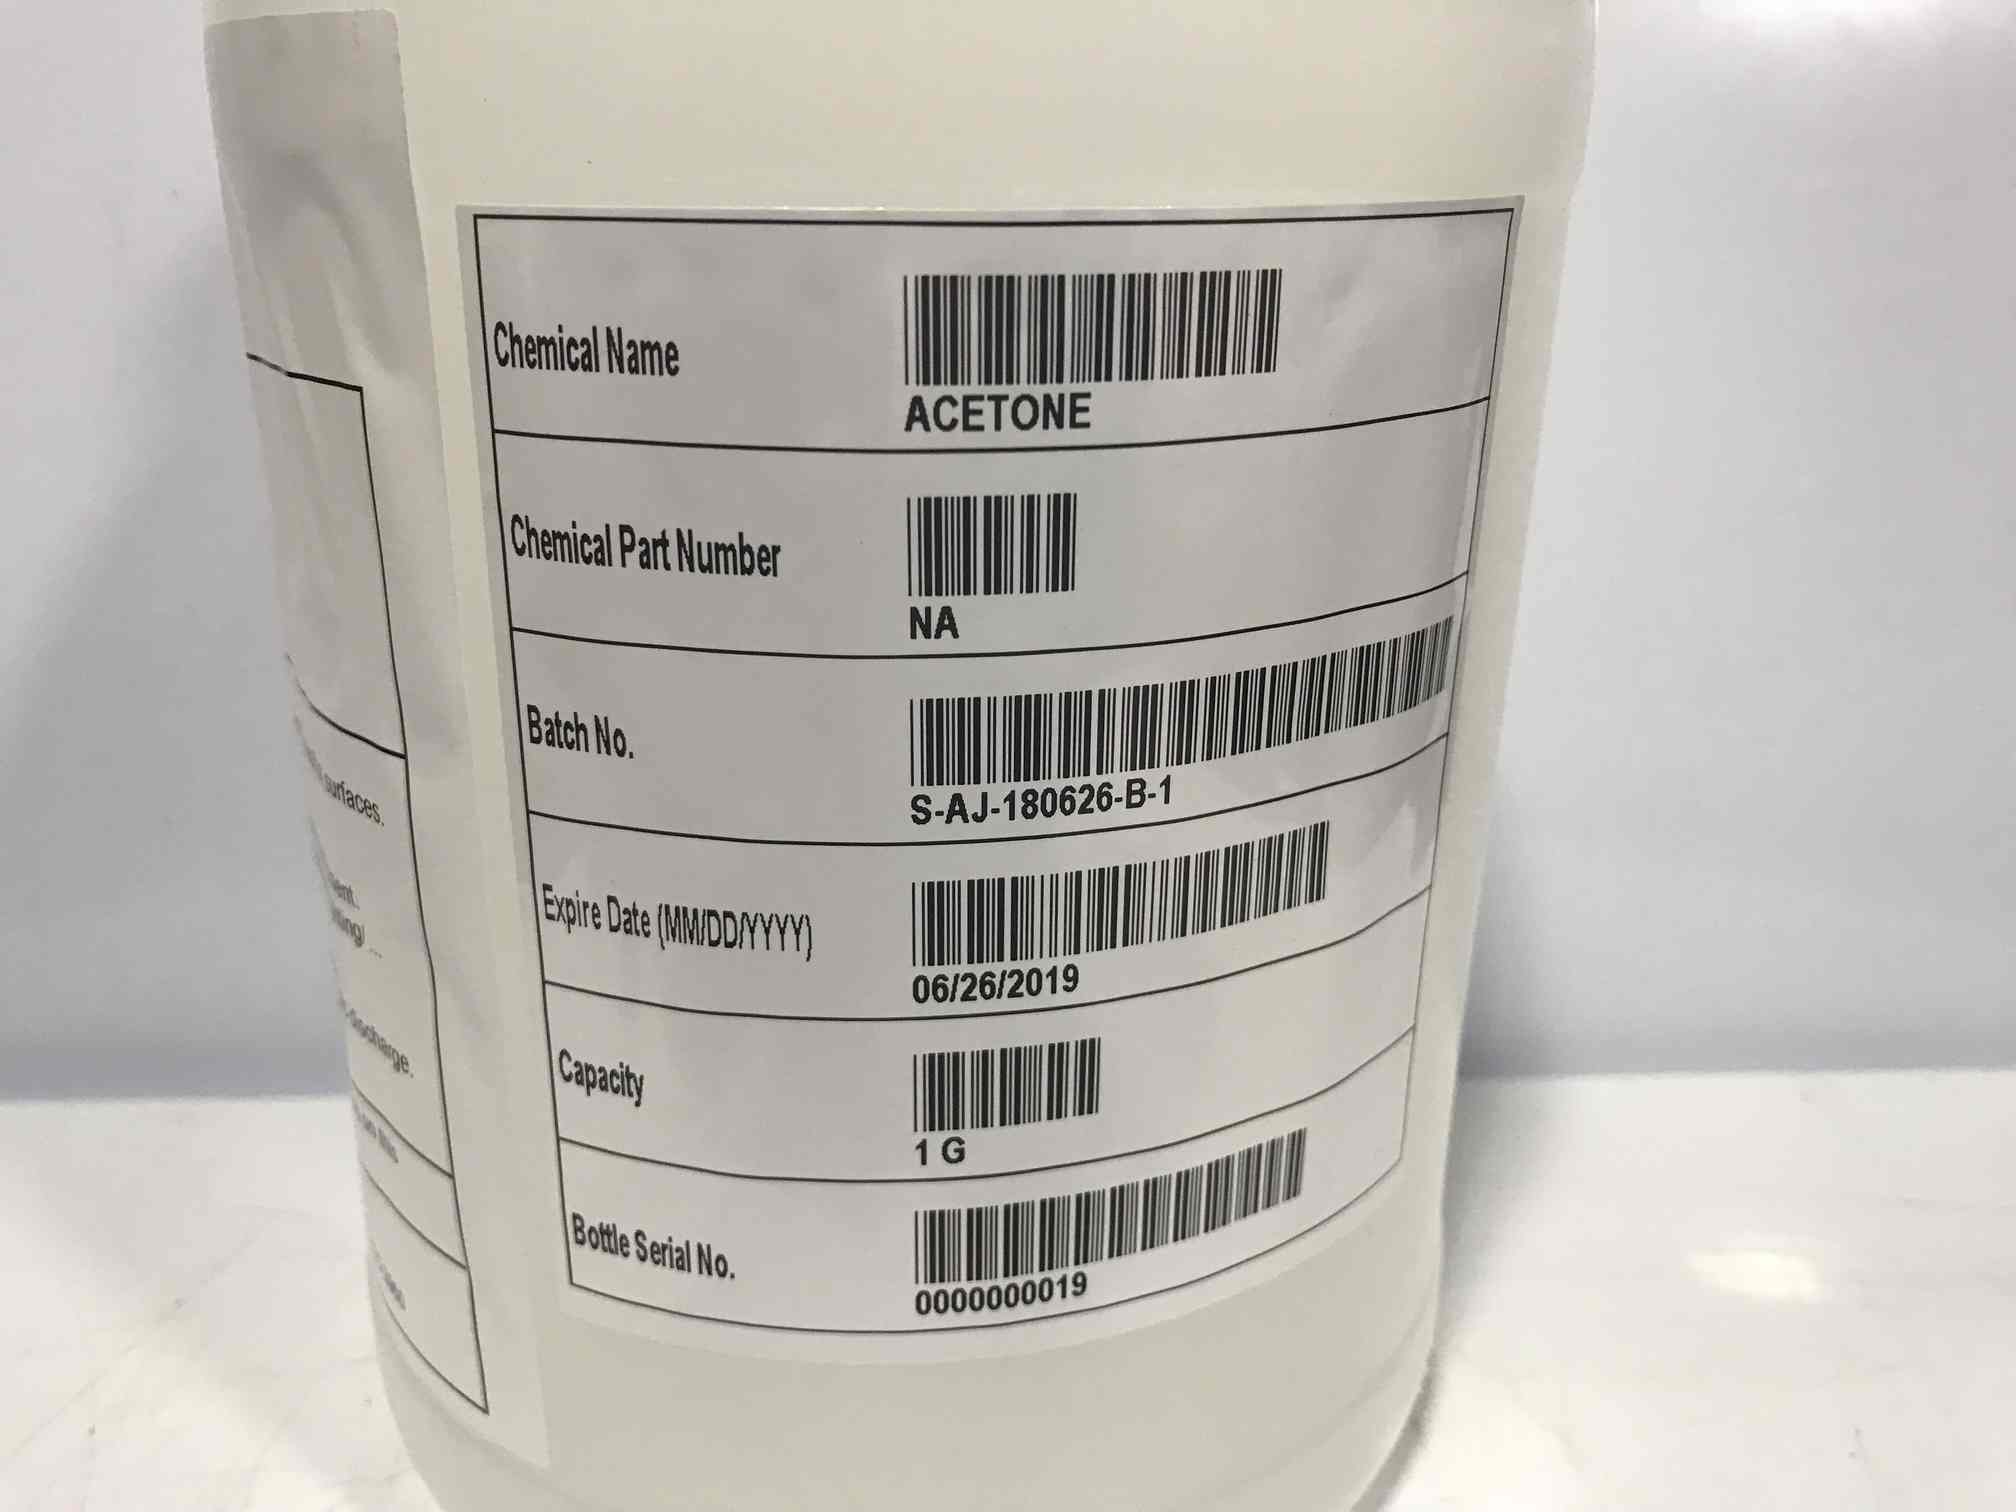 Chemical Name
ACETONE
Chemical Part Number
NA
Batch No.
S-AJ-180626-B-1
Expire Date (MM/DD/YYYY)
06/26/2019
Capacity
1 G
Bottle Serial No.
0000000019
surfaces.
discharge.